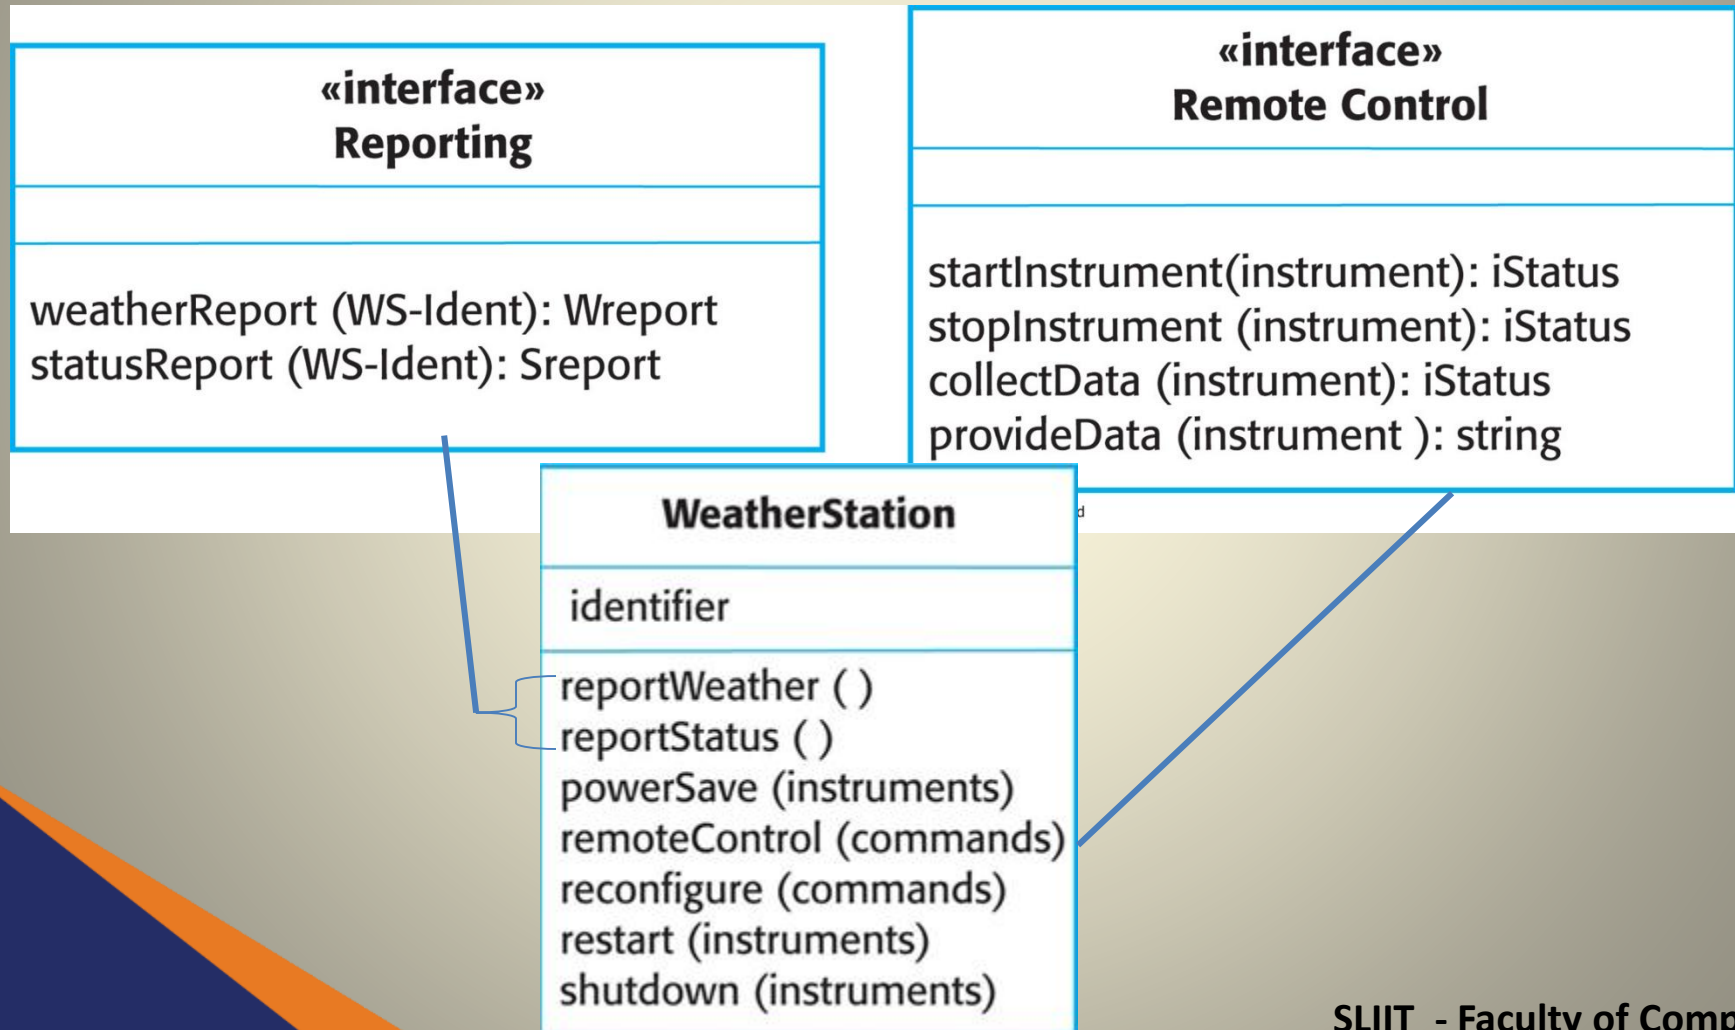 «interface»
Reporting
weatherReport (WS-Ident): Wreport
statusReport (WS-Ident): Sreport
«interface»
Remote Control
startInstrument(instrument): iStatus
stopInstrument (instrument): iStatus
collectData (instrument): iStatus
provideData (instrument ): string
d
WeatherStation
identifier
reportWeather ( )
reportStatus ( )
powerSave (instruments)
remoteControl (commands)
reconfigure (commands)
restart (instruments)
shutdown (instruments)
SLIIT - Faculty of Comp